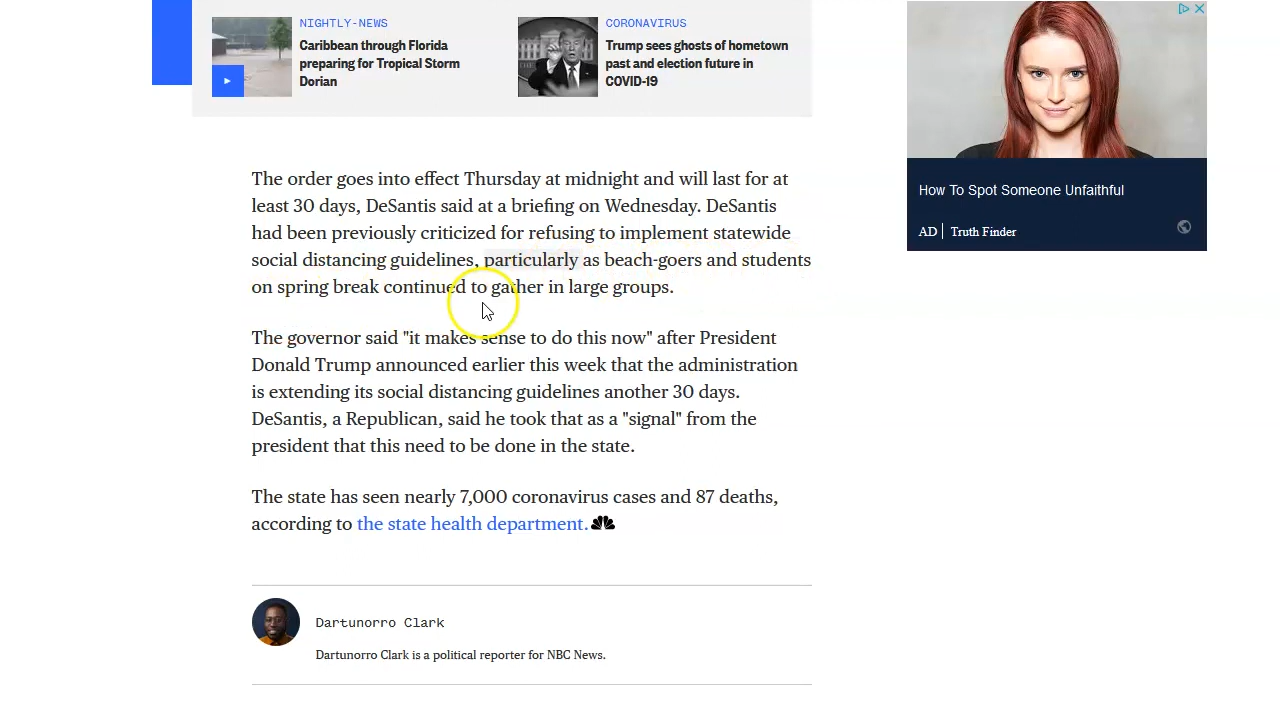 NIGHTLY-NEWS
Caribbean through Florida
preparing for Tropical Storm
Dorian
CORONAVIRUS
Trump sees ghosts of hometown
past and election future in
COVID-19
How To Spot Someone Unfaithful
AD | Truth Finder
The order goes into effect Thursday at midnight and will last for at
least 30 days, DeSantis said at a briefing on Wednesday. DeSantis
had been previously criticized for refusing to implement statewide
social distancing guidelines, particularly as beach-goers and students
on spring break continued to gather in large groups.
The governor said "it makes sense to do this now" after President
Donald Trump announced earlier this week that the administration
is extending its social distancing guidelines another 30 days.
DeSantis, a Republican, said he took that as a "signal" from the
president that this need to be done in the state.
The state has seen nearly 7,000 coronavirus cases and 87 deaths,
according to the state health department.
Dartunorro Clark
Dartunorro Clark is a political reporter for NBC News.